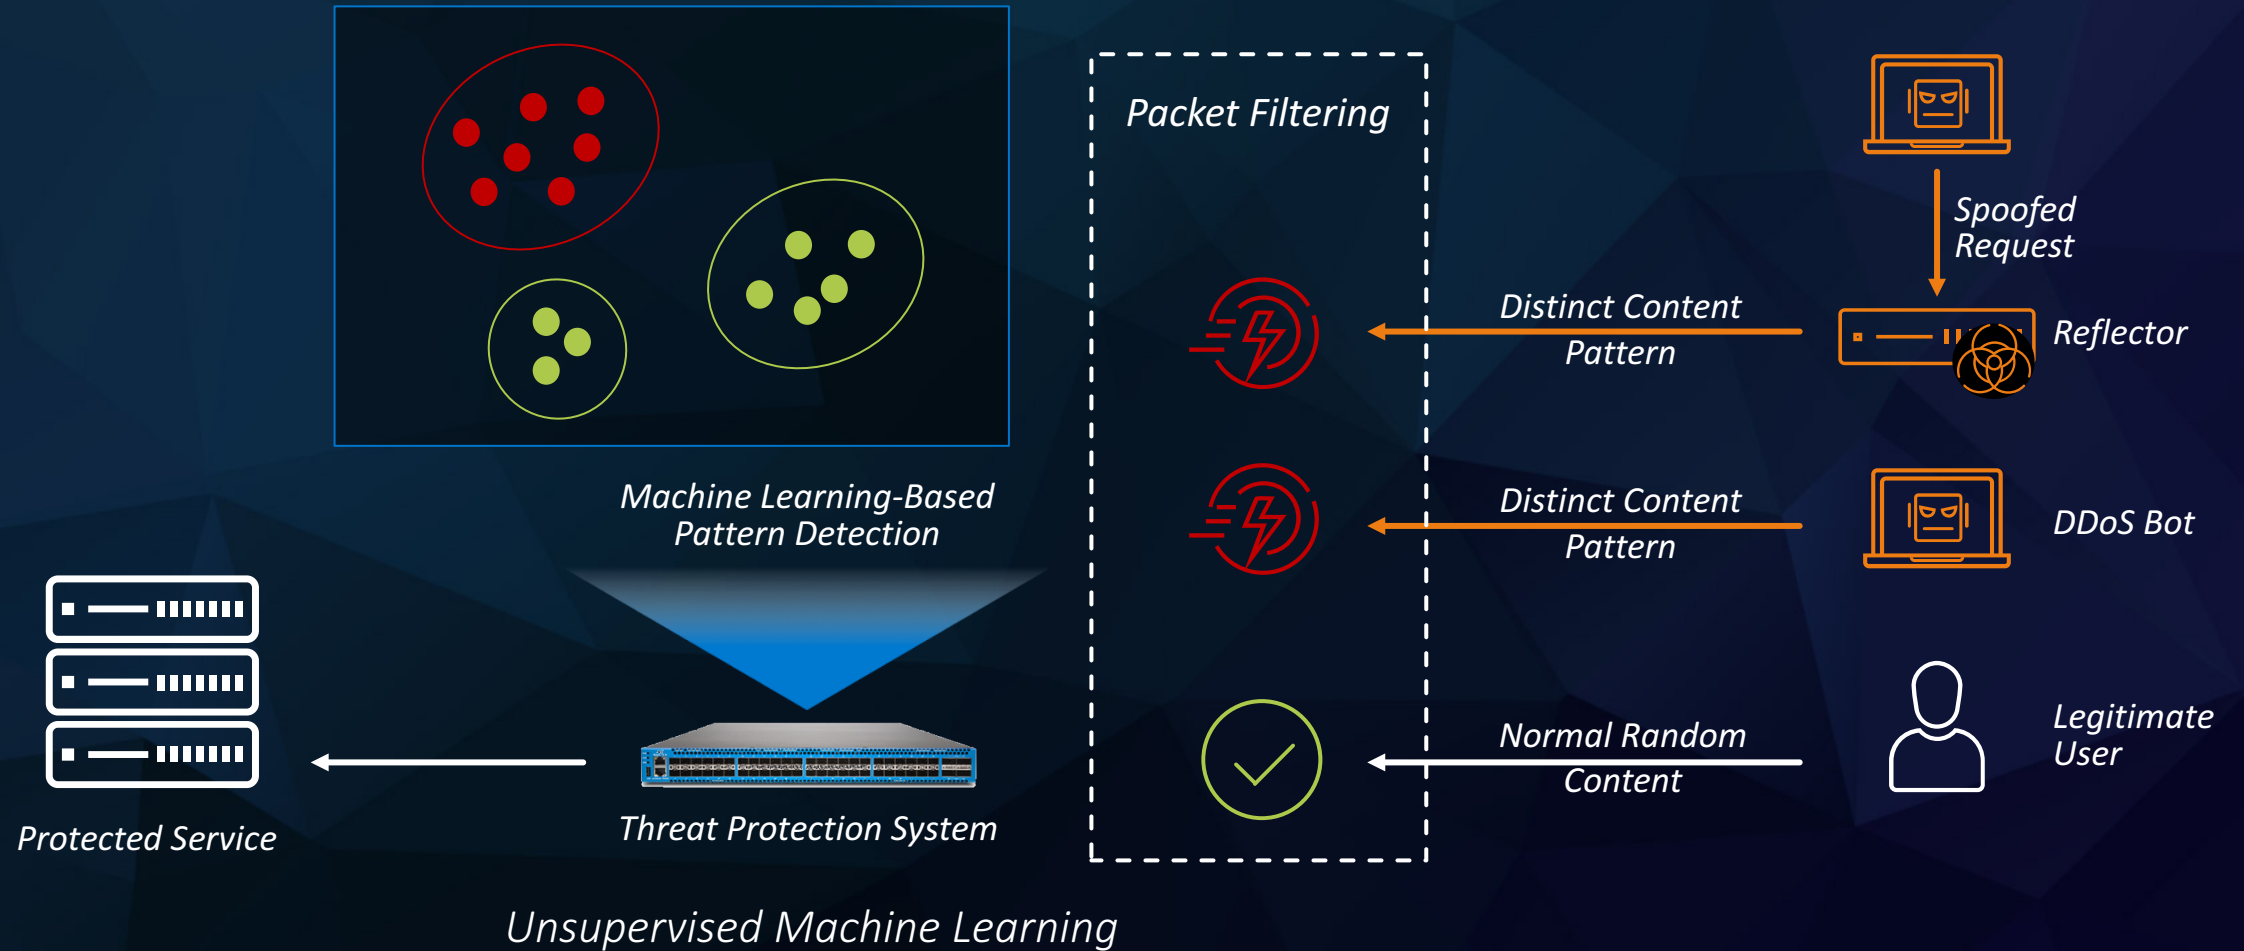 Packet Filtering
Spoofed
Request
Distinct Content
Pattern
Reflector
Machine Learning-Based
Pattern Detection
Distinct Content
Pattern
DDoS Bot
Normal Random
Content
Legitimate
User
Protected Service
Threat Protection System
Unsupervised Machine Learning